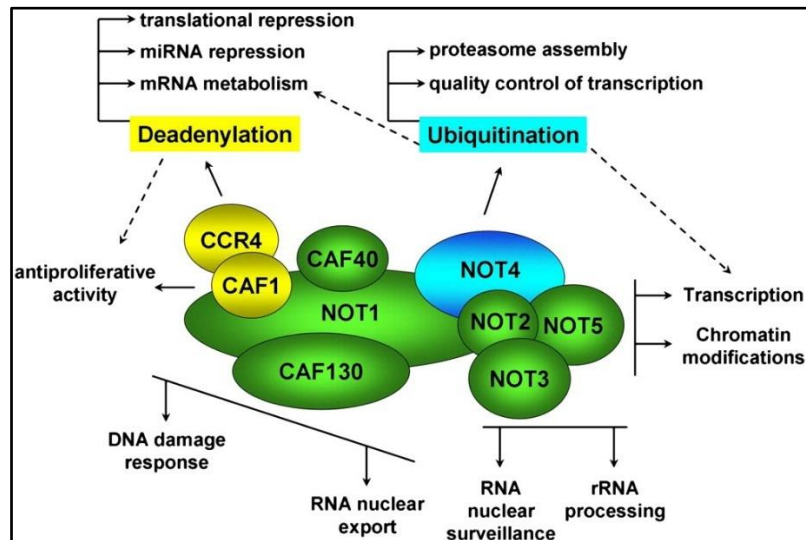 translational repression
miRNA repression
mRNA metabolism
proteasome assembly
quality control of transcription
Deadenylation
Ubiquitination
CCR4
CAF40
NOT4
antiproliferative
activity
CAF1
NOT1
NOT2
NOT5
Transcription
Chromatin
modifications
CAF130
NOT3
DNA damage
response
RNA nuclear
export
RNA
nuclear
surveillance
rRNA
processing